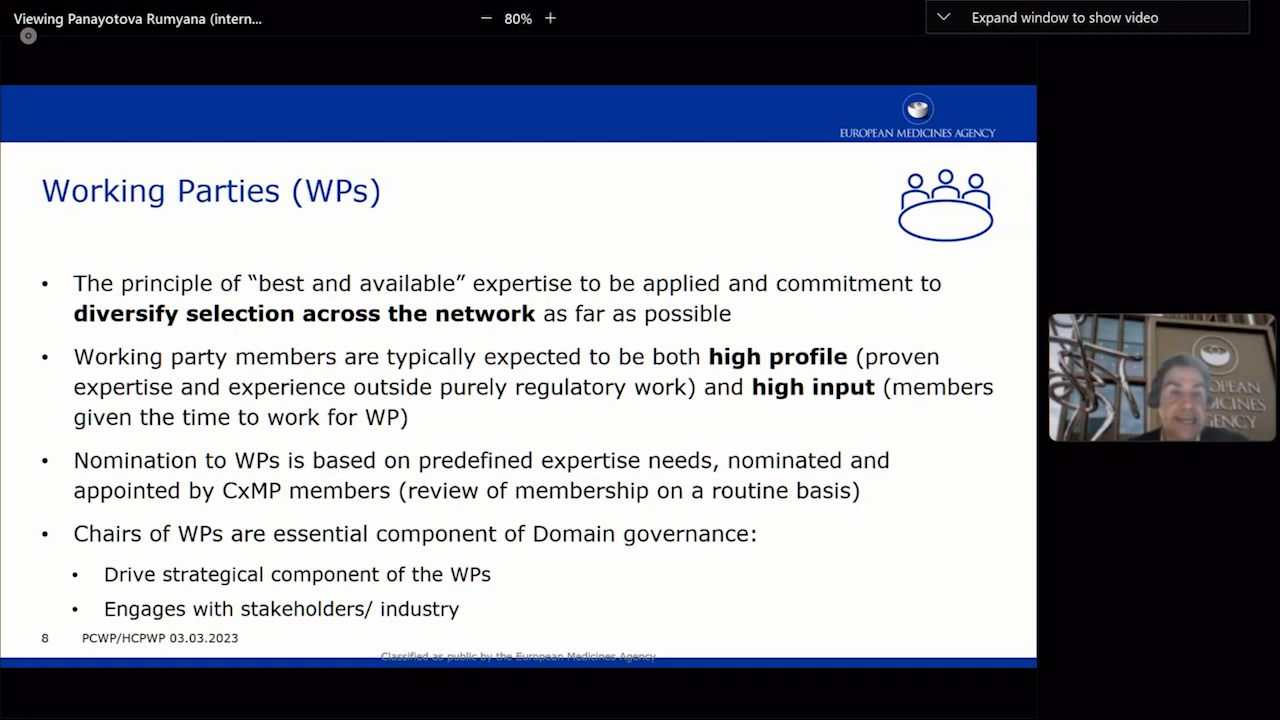 Viewing Panayotova Rumyana (intern...
— 80% +
Expand window to show video
EUROPEAN MEDICINES AGENCY
Working Parties (WPs)
• The principle of “best and available” expertise to be applied and commitment to
diversify selection across the network as far as possible
• Working party members are typically expected to be both high profile (proven
expertise and experience outside purely regulatory work) and high input (members
given the time to work for WP)
• Nomination to WPs is based on predefined expertise needs, nominated and
appointed by CxMP members (review of membership on a routine basis)
• Chairs of WPs are essential component of Domain governance:
• Drive strategical component of the WPs
• Engages with stakeholders/ industry
8 PCWP/HCPWP 03.03.2023
Classified as public by the European Medicines Agency